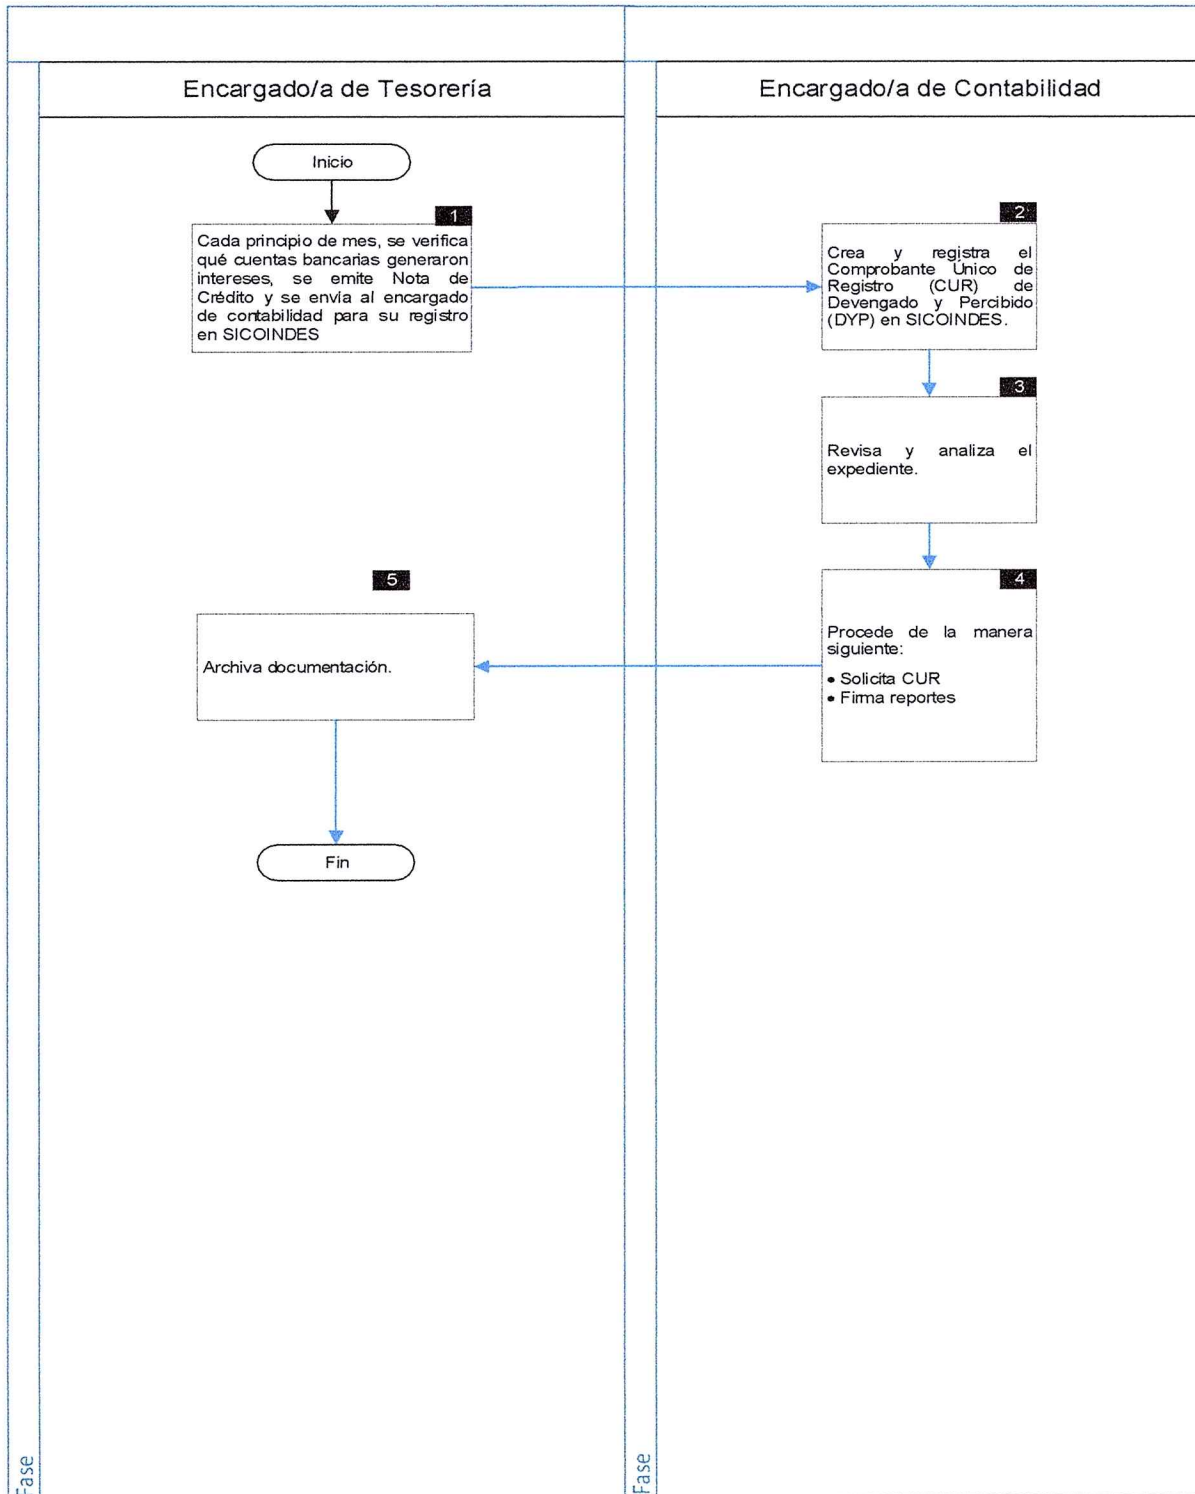 Encargado/a de Tesorería
Encargado/a de Contabilidad
Inicio
1
Cada principio de mes, se verifica
qué cuentas bancarias generaron
intereses, se emite Nota de
Crédito y se envía al encargado
de contabilidad para su registro
en SICOINDES
2
Crea y registra el
Comprobante Único de
Registro (CUR) de
Devengado y Percibido
(DYP) en SICOINDES.
3
Revisa y analiza el
expediente.
4
Procede de la manera
siguiente:
• Solicita CUR
• Firma reportes
5
Archiva documentación.
Fin
Fase
Fase